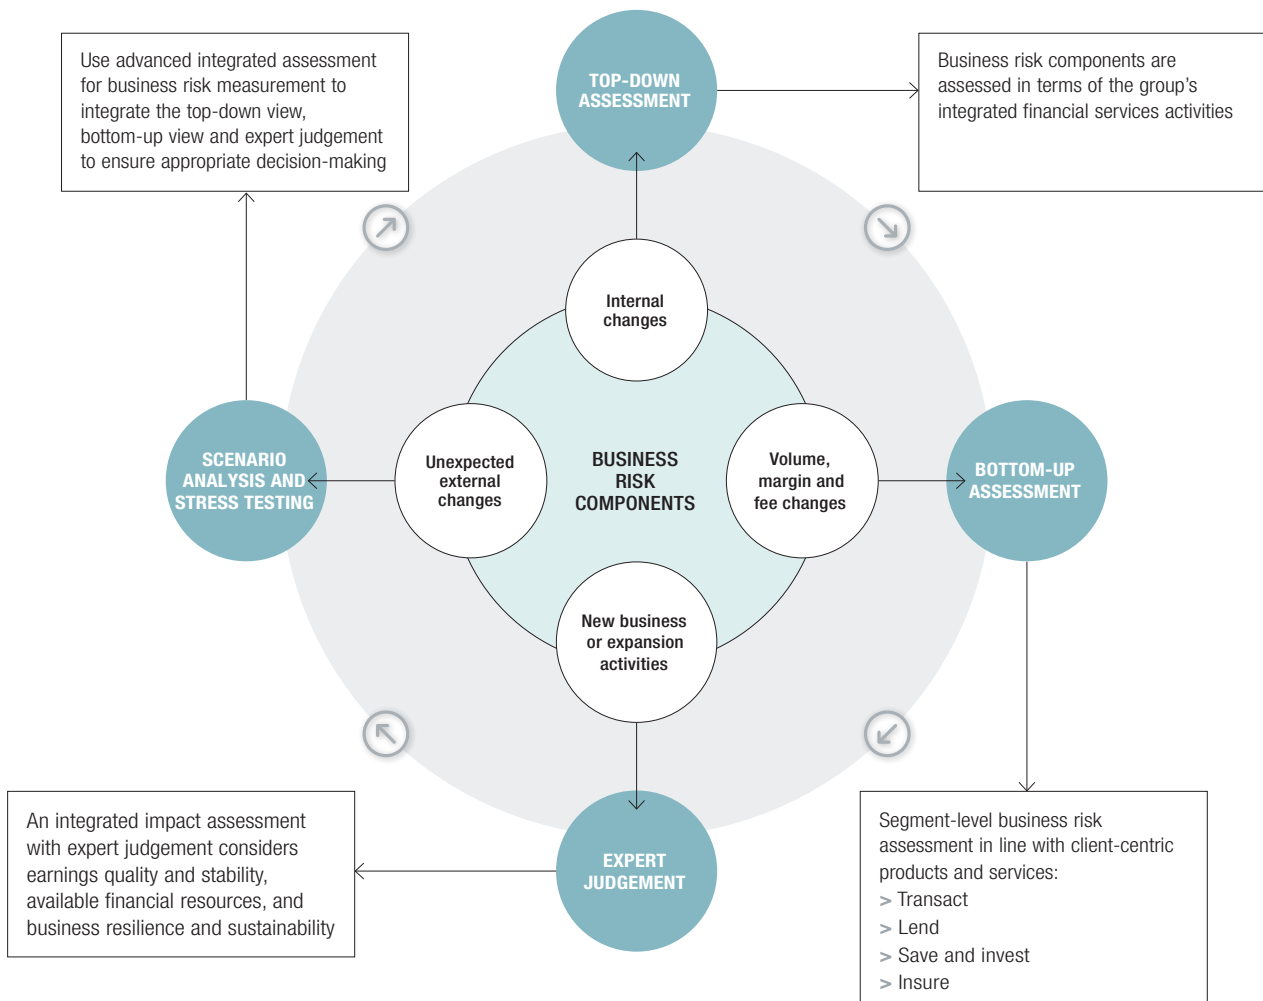 Use advanced integrated assessment
for business risk measurement to
integrate the top-down view,
bottom-up view and expert judgement
to ensure appropriate decision-making
TOP-DOWN
ASSESSMENT
Business risk components are
assessed in terms of the group's
integrated financial services activities
Internal
changes
SCENARIO
ANALYSIS AND
STRESS TESTING
Unexpected
external
changes
BUSINESS
RISK
COMPONENTS
Volume,
margin and
fee changes
BOTTOM-UP
ASSESSMENT
New business
or expansion
activities
An integrated impact assessment
with expert judgement considers
earnings quality and stability,
available financial resources, and
business resilience and sustainability
EXPERT
JUDGEMENT
Segment-level business risk
assessment in line with client-centric
products and services:
> Transact
> Lend
> Save and invest
> Insure